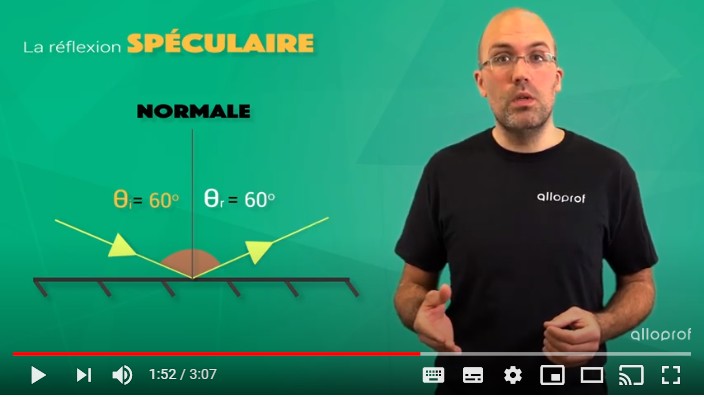 La réflexion SPÉCULAIRE
NORMALE
θi= 60° θr = 60°
alloprof
alloprof
1:52 / 3:07